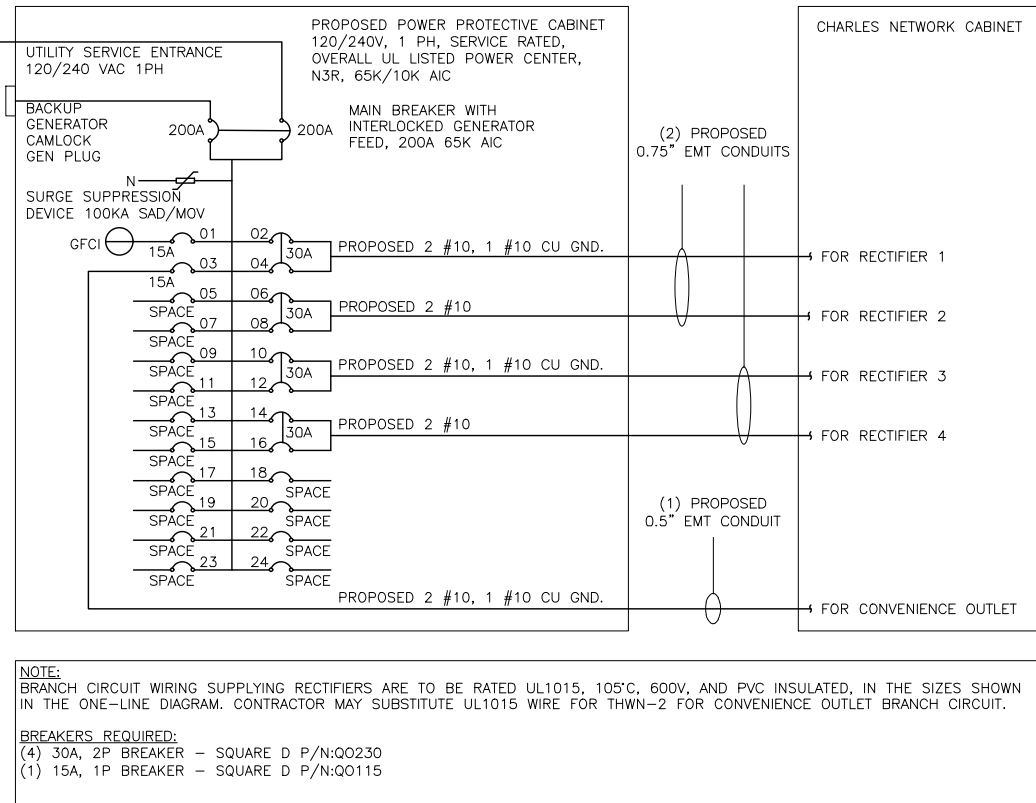 UTILITY SERVICE ENTRANCE
120/240 VAC 1PH
PROPOSED POWER PROTECTIVE CABINET
120/240V, 1 PH, SERVICE RATED,
OVERALL UL LISTED POWER CENTER,
N3R, 65K/10K AIC
CHARLES NETWORK CABINET
BACKUP
GENERATOR
CAMLOCK
GEN PLUG
200A
200A
MAIN BREAKER WITH
INTERLOCKED GENERATOR
FEED, 200A 65K AIC
(2) PROPOSED
0.75" EMT CONDUITS
N
SURGE SUPPRESSION
DEVICE 100KA SAD/MOV
GFCI
15A
01
02
30A
PROPOSED 2 #10, 1 #10 CU GND.
FOR RECTIFIER 1
15A
03
04
SPACE
05
06
30A
PROPOSED 2 #10
FOR RECTIFIER 2
SPACE
07
08
SPACE
09
10
30A
PROPOSED 2 #10, 1 #10 CU GND.
FOR RECTIFIER 3
SPACE
11
12
SPACE
13
14
30A
PROPOSED 2 #10
FOR RECTIFIER 4
SPACE
15
16
SPACE
17
18
SPACE
SPACE
19
20
SPACE
SPACE
21
22
SPACE
SPACE
23
24
SPACE
(1) PROPOSED
0.5" EMT CONDUIT
PROPOSED 2 #10, 1 #10 CU GND.
FOR CONVENIENCE OUTLET
NOTE:
BRANCH CIRCUIT WIRING SUPPLYING RECTIFIERS ARE TO BE RATED UL1015, 105°C, 600V, AND PVC INSULATED, IN THE SIZES SHOWN
IN THE ONE-LINE DIAGRAM. CONTRACTOR MAY SUBSTITUTE UL1015 WIRE FOR THWN-2 FOR CONVENIENCE OUTLET BRANCH CIRCUIT.
BREAKERS REQUIRED:
(4) 30A, 2P BREAKER - SQUARE D P/N:QO230
(1) 15A, 1P BREAKER - SQUARE D P/N:QO115